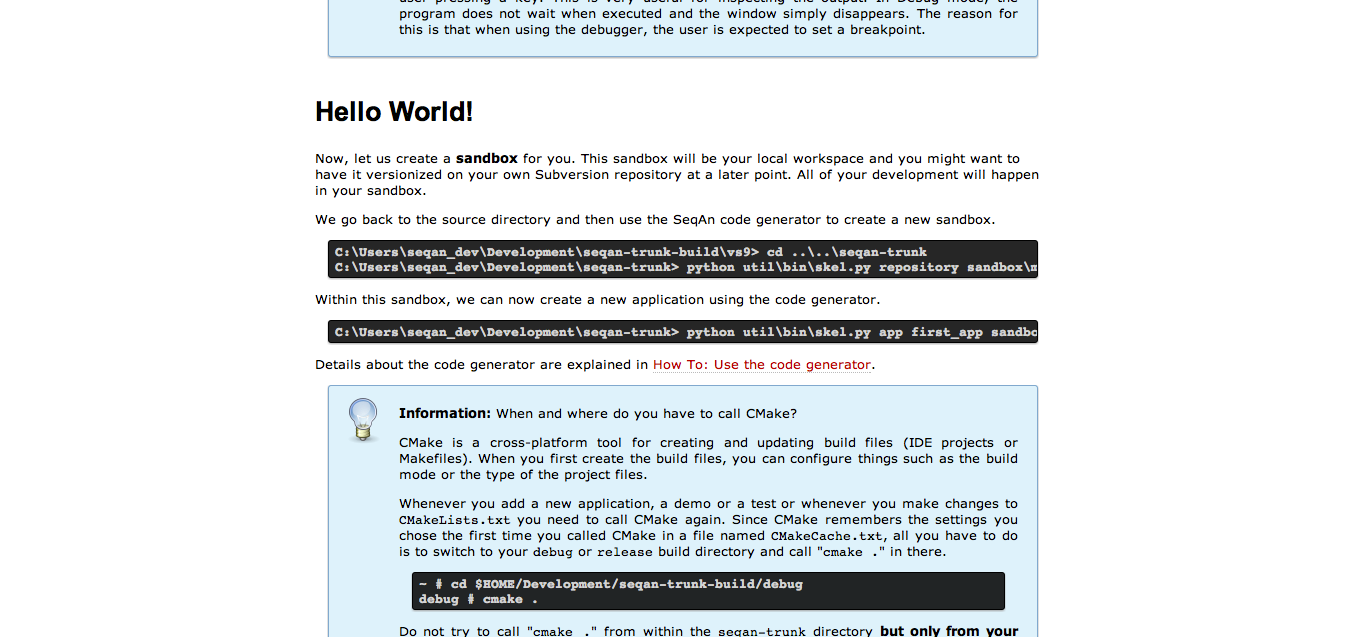 program does not wait when executed and the window simply disappears. The reason for
this is that when using the debugger, the user is expected to set a breakpoint.
Hello World!
Now, let us create a sandbox for you. This sandbox will be your local workspace and you might want to
have it versionized on your own Subversion repository at a later point. All of your development will happen
in your sandbox.
We go back to the source directory and then use the SeqAn code generator to create a new sandbox.
C:\Users\seqan_dev\Development\seqan-trunk-build\vs9> cd ..\..\seqan-trunk
C:\Users\seqan_dev\Development\seqan-trunk> python util\bin\skel.py repository sandbox\m
Within this sandbox, we can now create a new application using the code generator.
C:\Users\seqan_dev\Development\seqan-trunk> python util\bin\skel.py app first_app sandbo
Details about the code generator are explained in How To: Use the code generator.
Information: When and where do you have to call CMake?
CMake is a cross-platform tool for creating and updating build files (IDE projects or
Makefiles). When you first create the build files, you can configure things such as the build
mode or the type of the project files.
Whenever you add a new application, a demo or a test or whenever you make changes to
CMakeLists.txt you need to call CMake again. Since CMake remembers the settings you
chose the first time you called CMake in a file named CMakeCache.txt, all you have to do
is to switch to your debug or release build directory and call "cmake ." in there.
~ # cd $HOME/Development/seqan-trunk-build/debug
debug # cmake .
Do not try to call "cmake ." from within the seqan-trunk directory but only from your